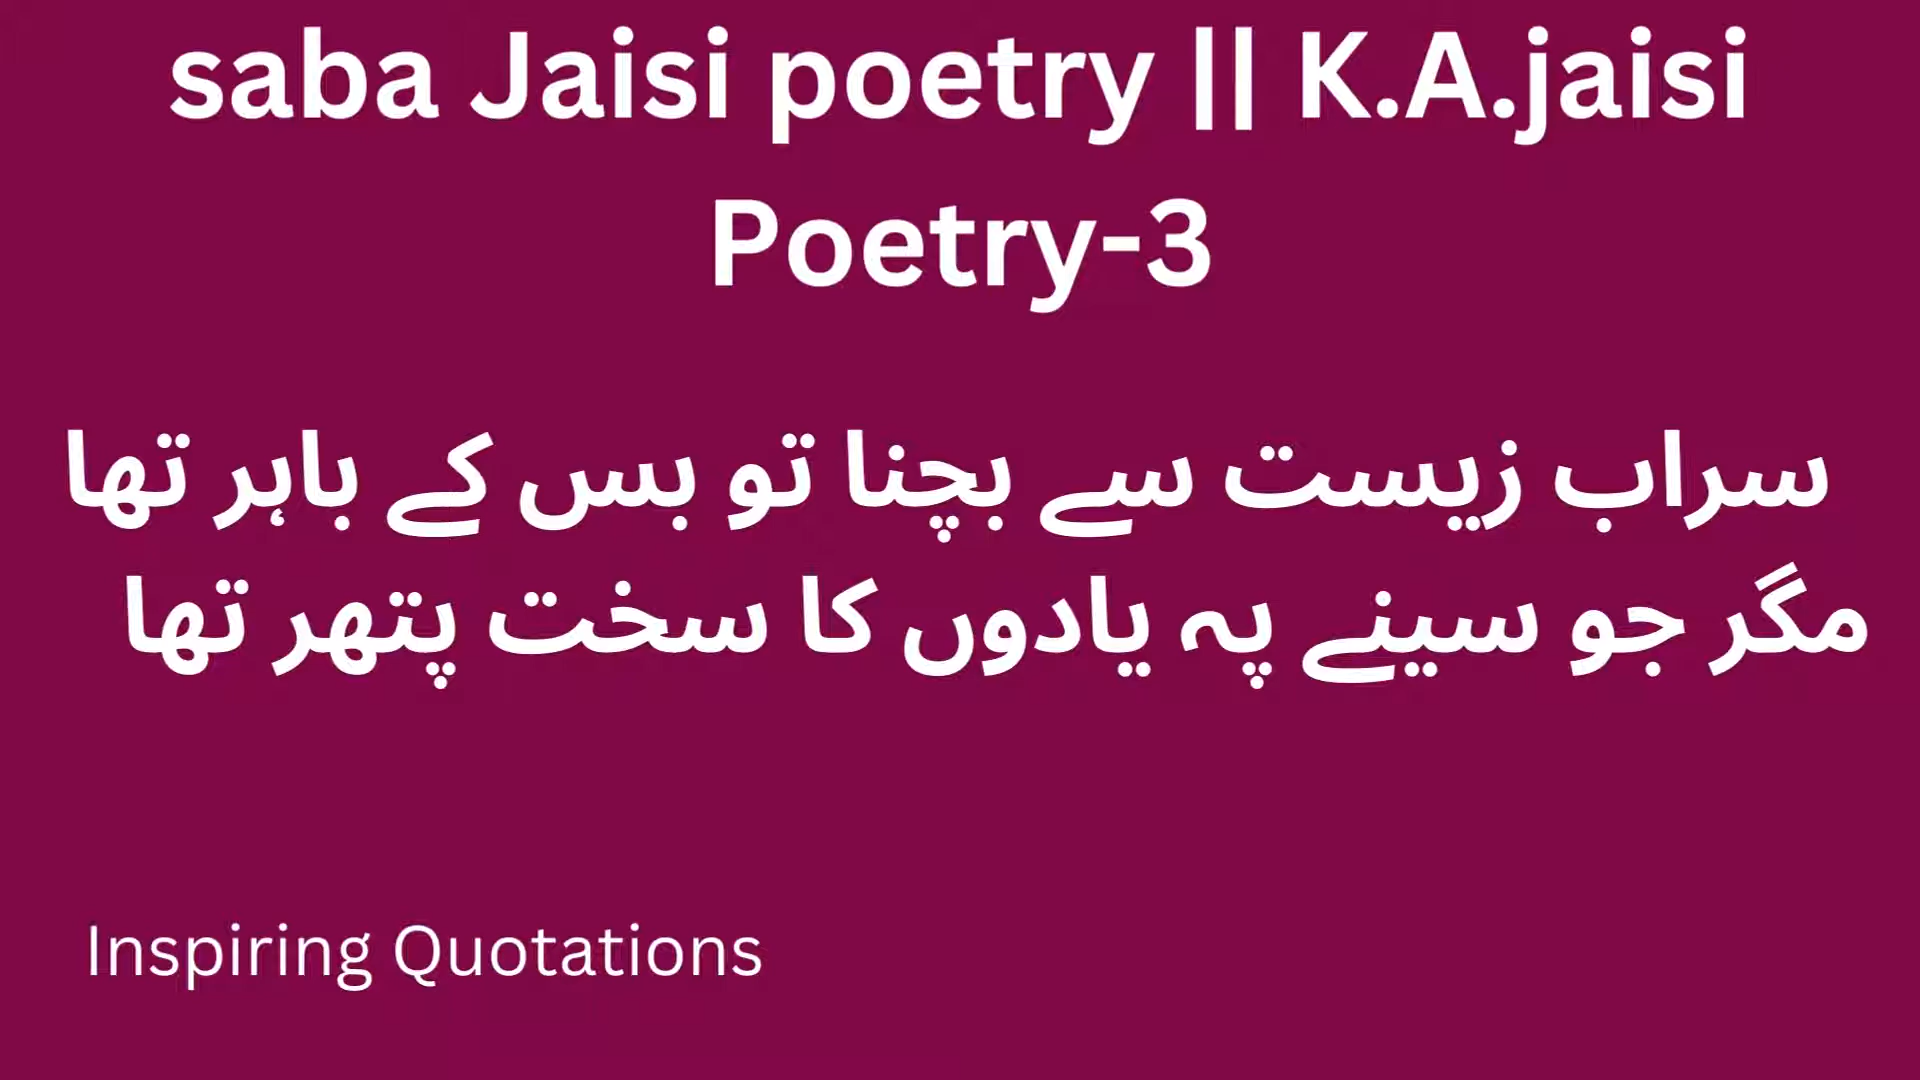 saba Jaisi poetry || K.A.jaisi
Poetry-3
سراب زیست سے بچنا تو بس کے باہر تھا
مگر جو سینے پہ یادوں کا سخت پتھر تھا
Inspiring Quotations